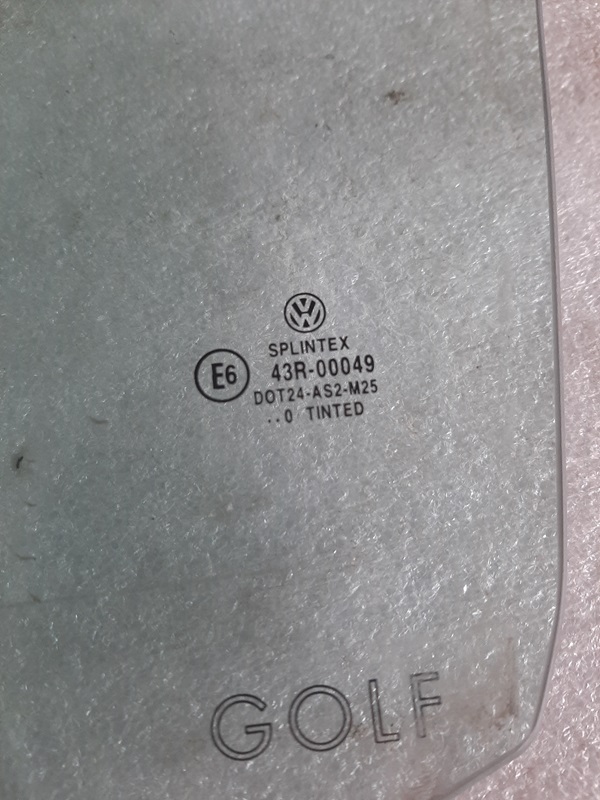 SPLINTEX
E6 43R-00049
DOT24-AS2-M25
..0 TINTED
GOLF